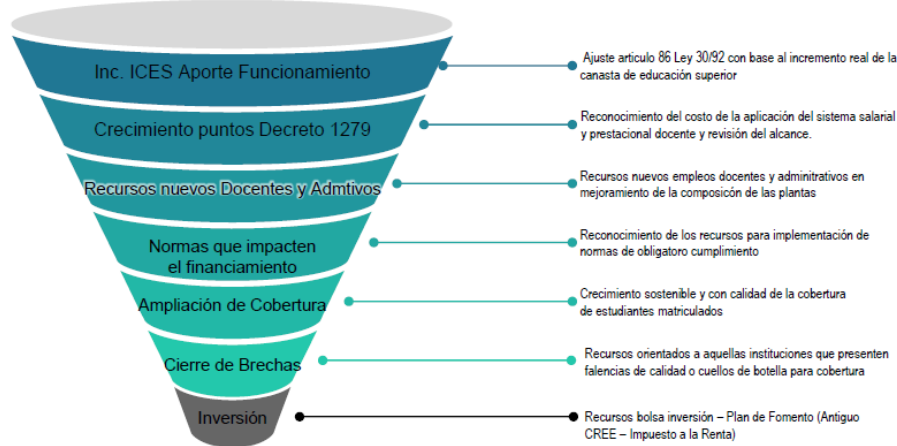 Inc. ICES Aporte Funcionamiento
Ajuste articulo 86 Ley 30/92 con base al incremento real de la
canasta de educación superior
Crecimiento puntos Decreto 1279
Reconocimiento del costo de la aplicación del sistema salarial
y prestacional docente y revisión del alcance.
Recursos nuevos Docentes y Admtivos
Recursos nuevos empleos docentes y adminitrativos en
mejoramiento de la composicón de las plantas
Normas que impacten
el financiamiento
Reconocimiento de los recursos para implementación de
normas de obligatoro cumplimiento
Ampliación de Cobertura
Crecimiento sostenible y con calidad de la cobertura
de estudiantes matriculados
Cierre de Brechas
Recursos orientados a aquellas instituciones que presenten
falencias de calidad o cuellos de botella para cobertura
Inversión
Recursos bolsa inversión – Plan de Fomento (Antiguo
CREE – Impuesto a la Renta)